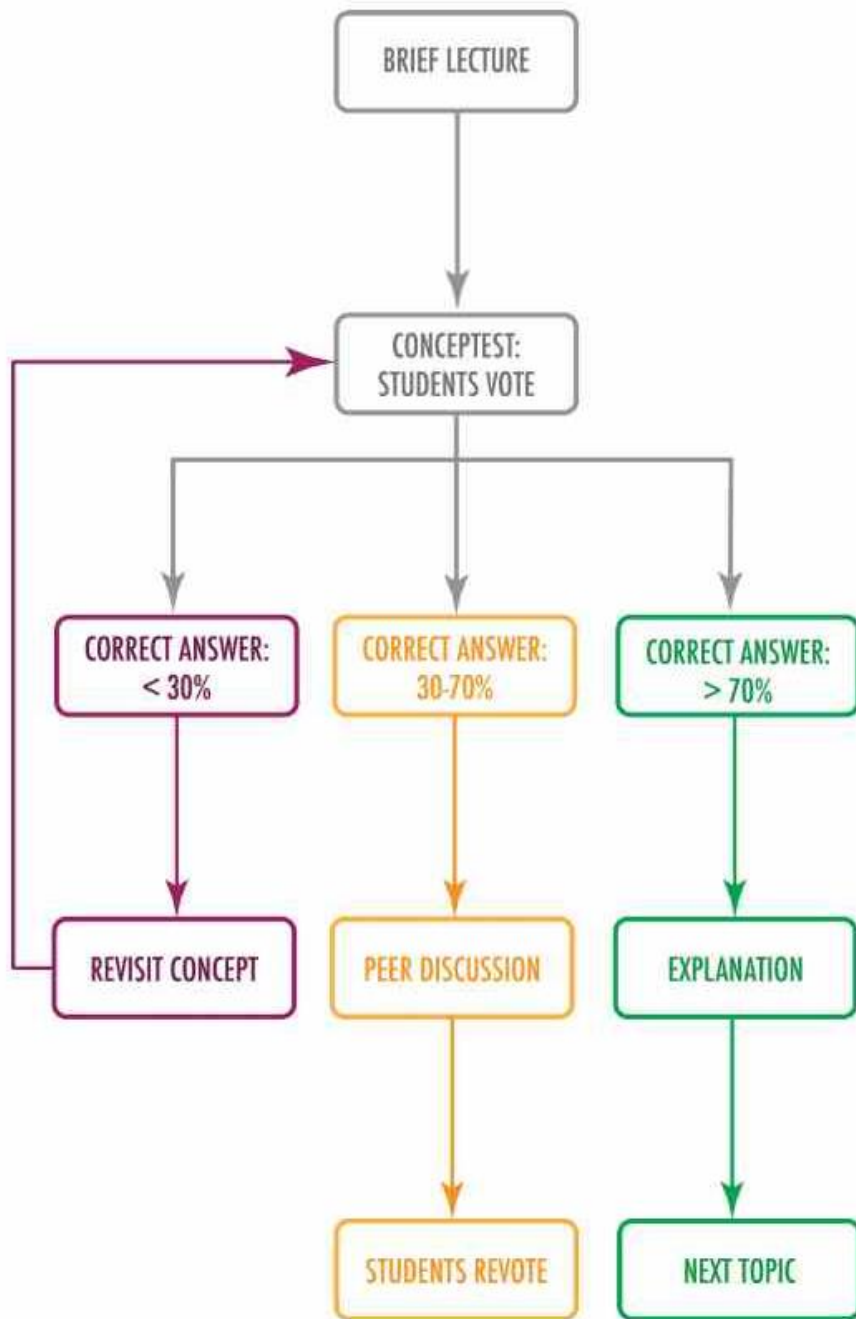 BRIEF LECTURE
CONCEPTEST:
STUDENTS VOTE
CORRECT ANSWER:
< 30%
CORRECT ANSWER:
30-70%
CORRECT ANSWER:
> 70%
REVISIT CONCEPT
PEER DISCUSSION
EXPLANATION
STUDENTS REVOTE
NEXT TOPIC